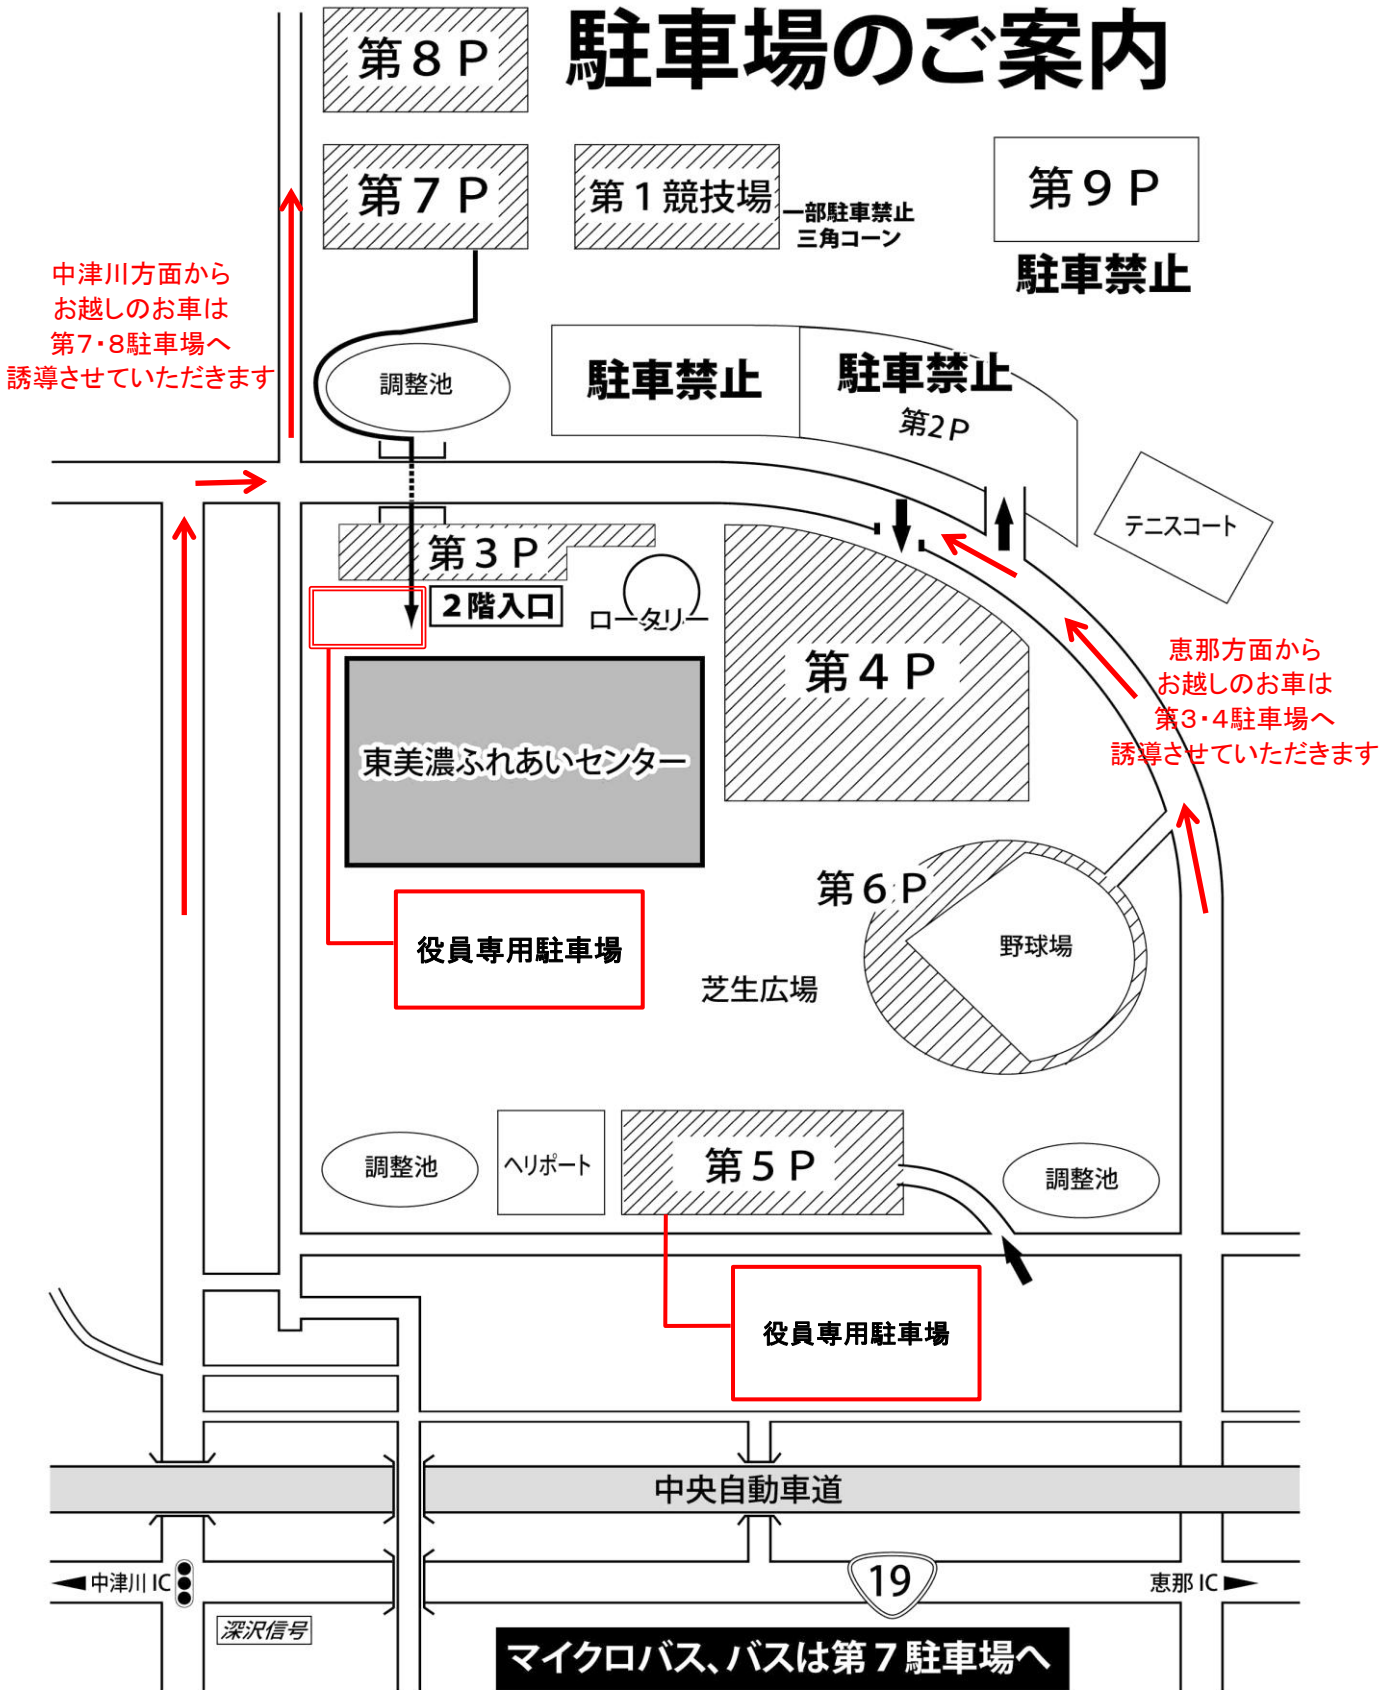 駐車場のご案内
第8P
第7P
第1競技場
一部駐車禁止
三角コーン
第9P
駐車禁止
中津川方面から
お越しのお車は
第7・8駐車場へ
誘導させていただきます
調整池
駐車禁止
駐車禁止
第2P
テニスコート
第3P
2階入口
ロータリー
第4P
恵那方面から
お越しのお車は
第3・4駐車場へ
誘導させていただきます
東美濃ふれあいセンター
第6P
野球場
役員専用駐車場
芝生広場
調整池
ヘリポート
第5P
調整池
役員専用駐車場
中央自動車道
中津川IC
19
恵那IC
深沢信号
マイクロバス、バスは第7駐車場へ